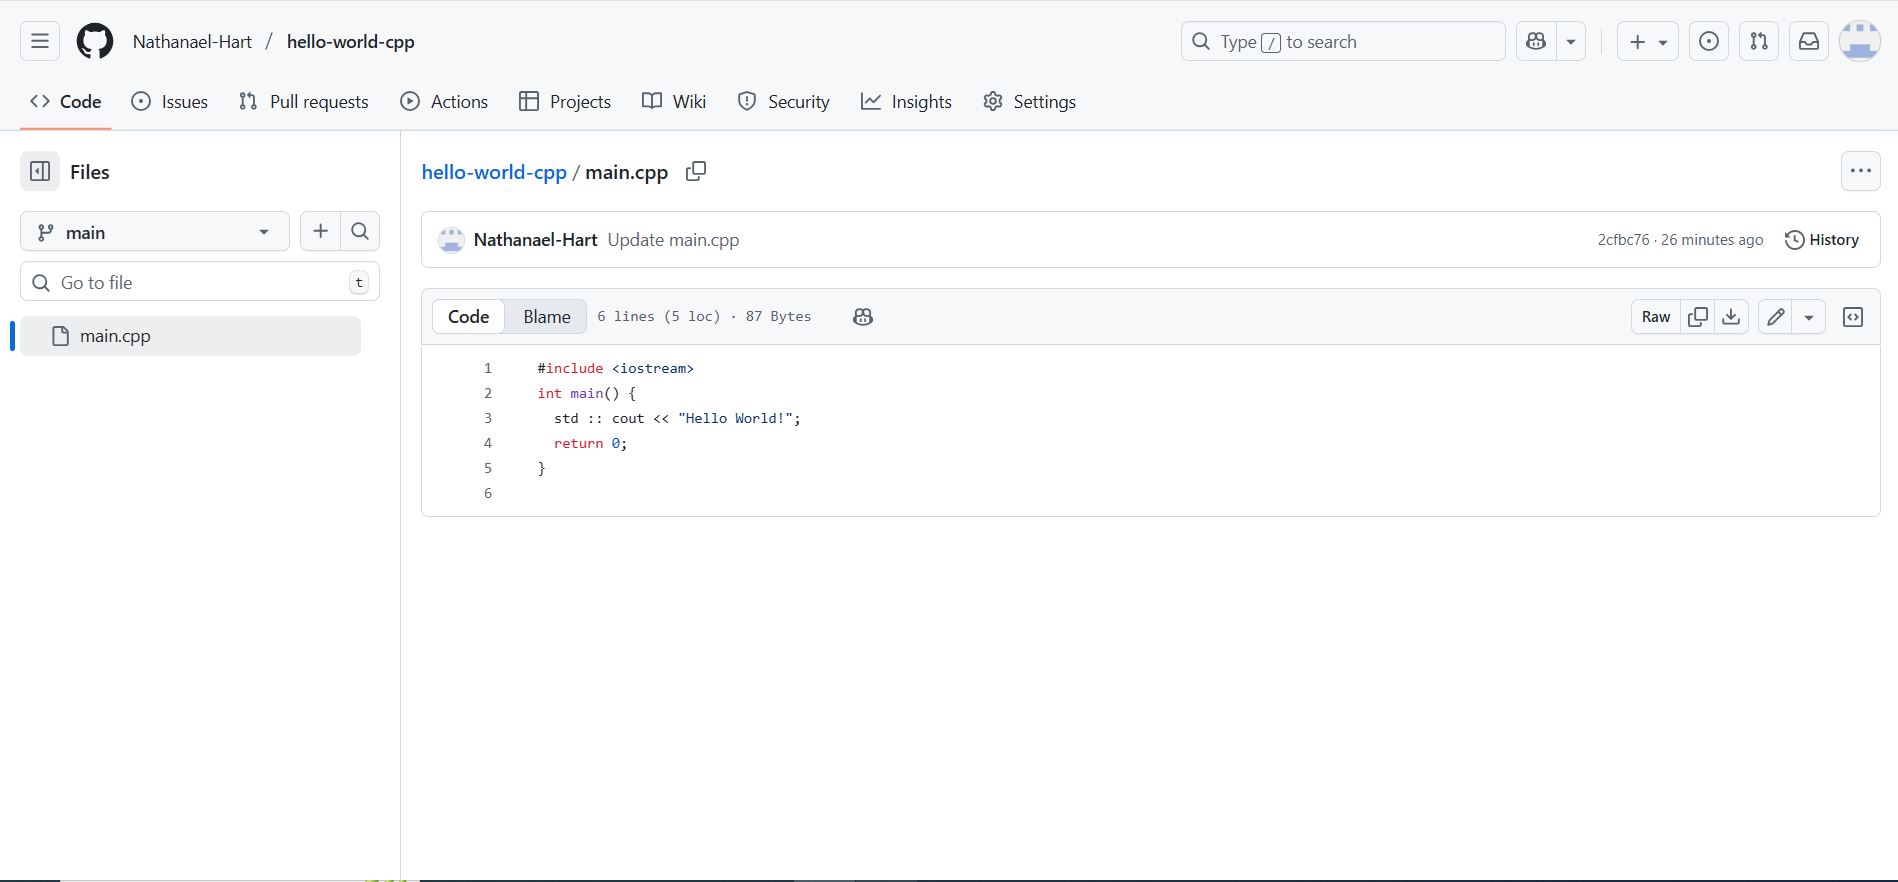 Nathanael-Hart / hello-world-cpp
Type / to search
Code Issues Pull requests Actions Projects Wiki Security Insights Settings
Files
main
Go to file t
main.cpp
hello-world-cpp / main.cpp
Nathanael-Hart Update main.cpp 2cfbc76 · 26 minutes ago History
Code Blame 6 lines (5 loc) · 87 Bytes Raw
1 #include <iostream>
2 int main() {
3 std :: cout << "Hello World!";
4 return 0;
5 }
6